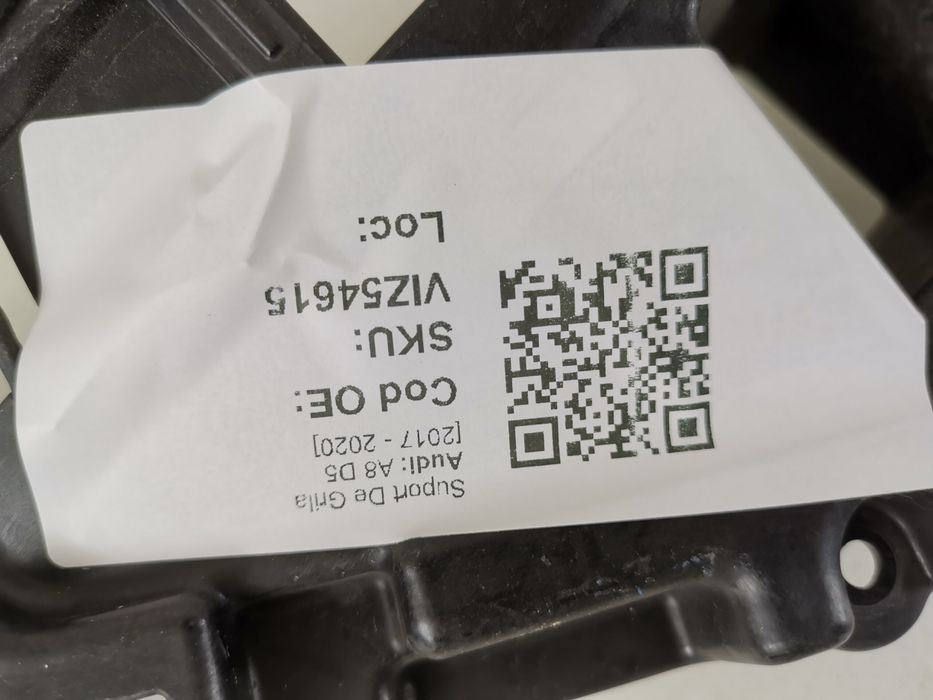 Suport De Grila
Audi: A8 D5
[2017 - 2020]
Cod OE:
SKU:
VIZ54615
Loc: